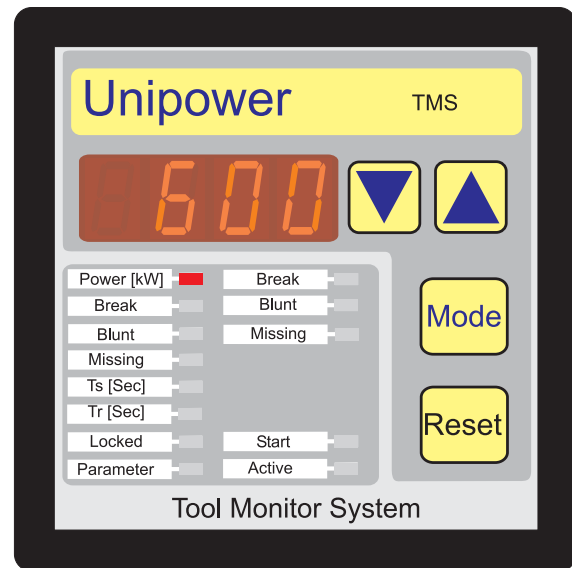 Unipower TMS
600
Power [kW] Break
Break Blunt
Blunt Missing
Missing
Ts [Sec]
Tr [Sec]
Locked Start
Parameter Active
Mode
Reset
Tool Monitor System